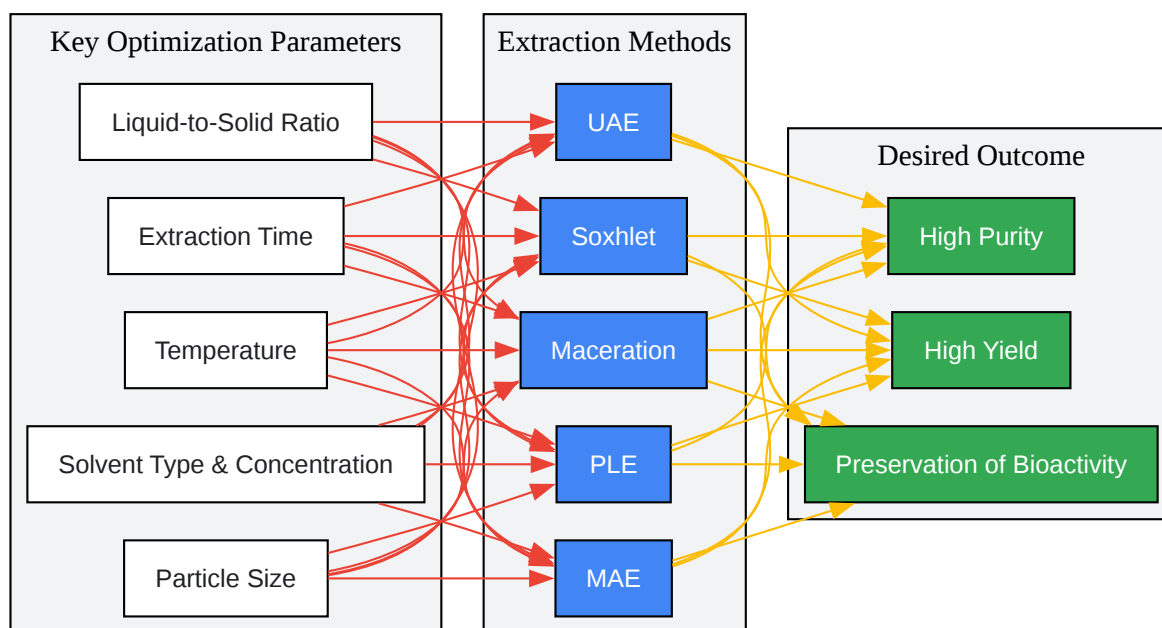 Key Optimization Parameters
Liquid-to-Solid Ratio
Extraction Time
Temperature
Solvent Type & Concentration
Particle Size
Extraction Methods
UAE
Soxhlet
Maceration
PLE
MAE
Desired Outcome
High Purity
High Yield
Preservation of Bioactivity